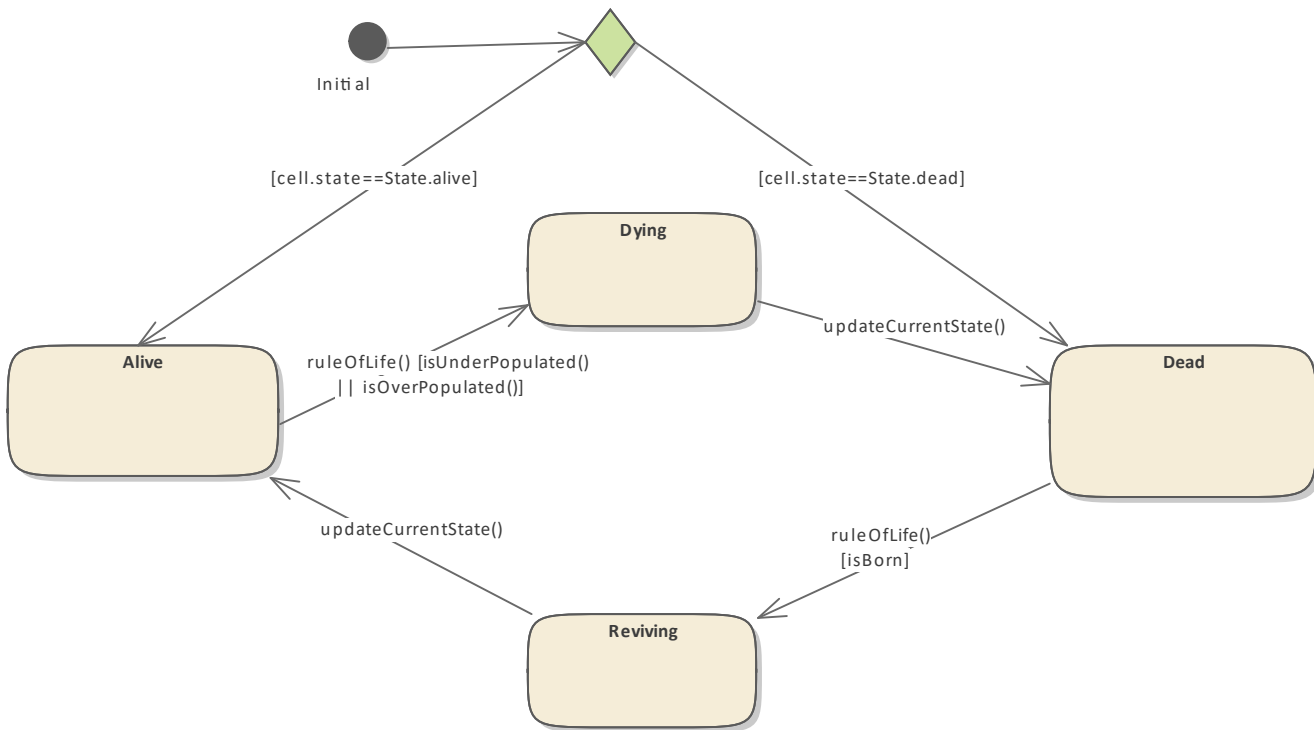 Initial
[cell.state==State.alive]
[cell.state==State.dead]
Dying
updateCurrentState()
Alive
ruleOfLife() [isUnderPopulated()
|| isOverPopulated()]
Dead
updateCurrentState()
ruleOfLife()
[isBorn]
Reviving